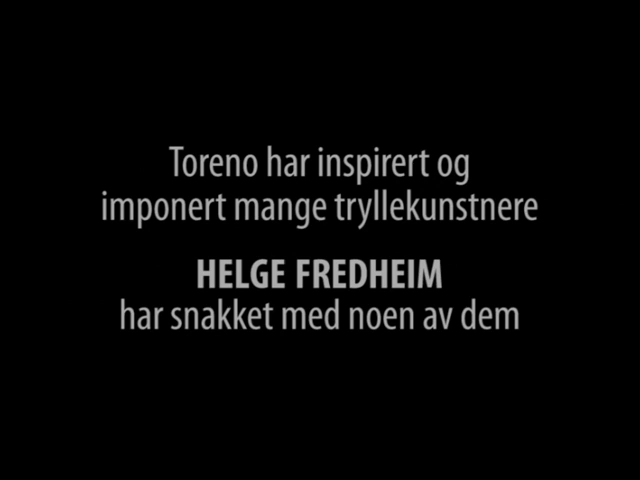 Toreno har inspirert og
imponert mange tryllekunstnere
HELGE FREDHEIM
har snakket med noen av dem